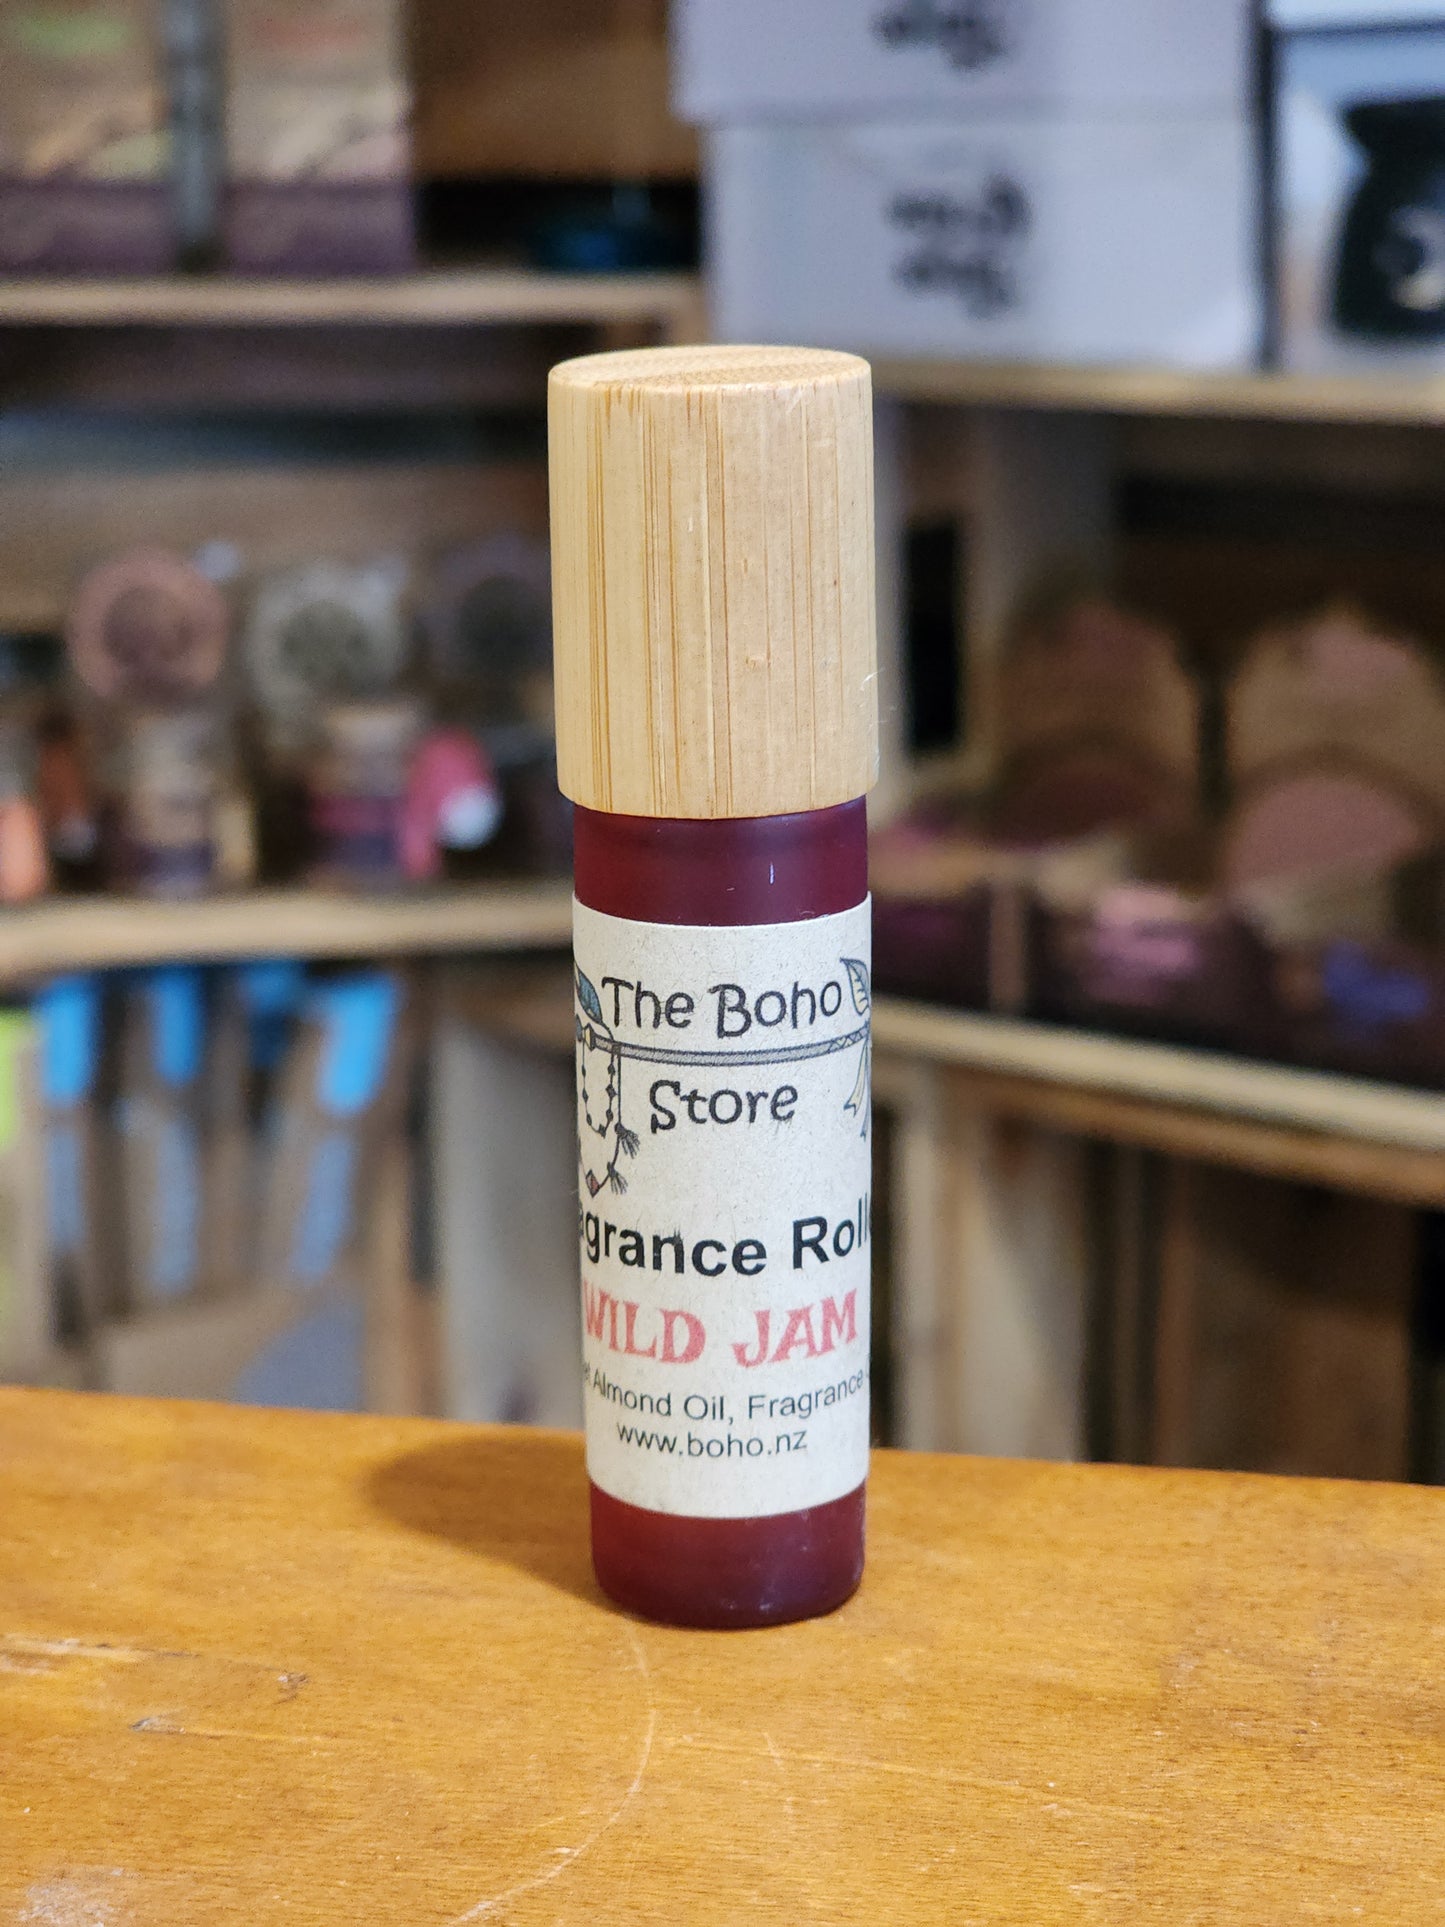 The Boho
Store
agrance Roll
WILD JAM
Almond Oil, Fragrance
www.boho.nz